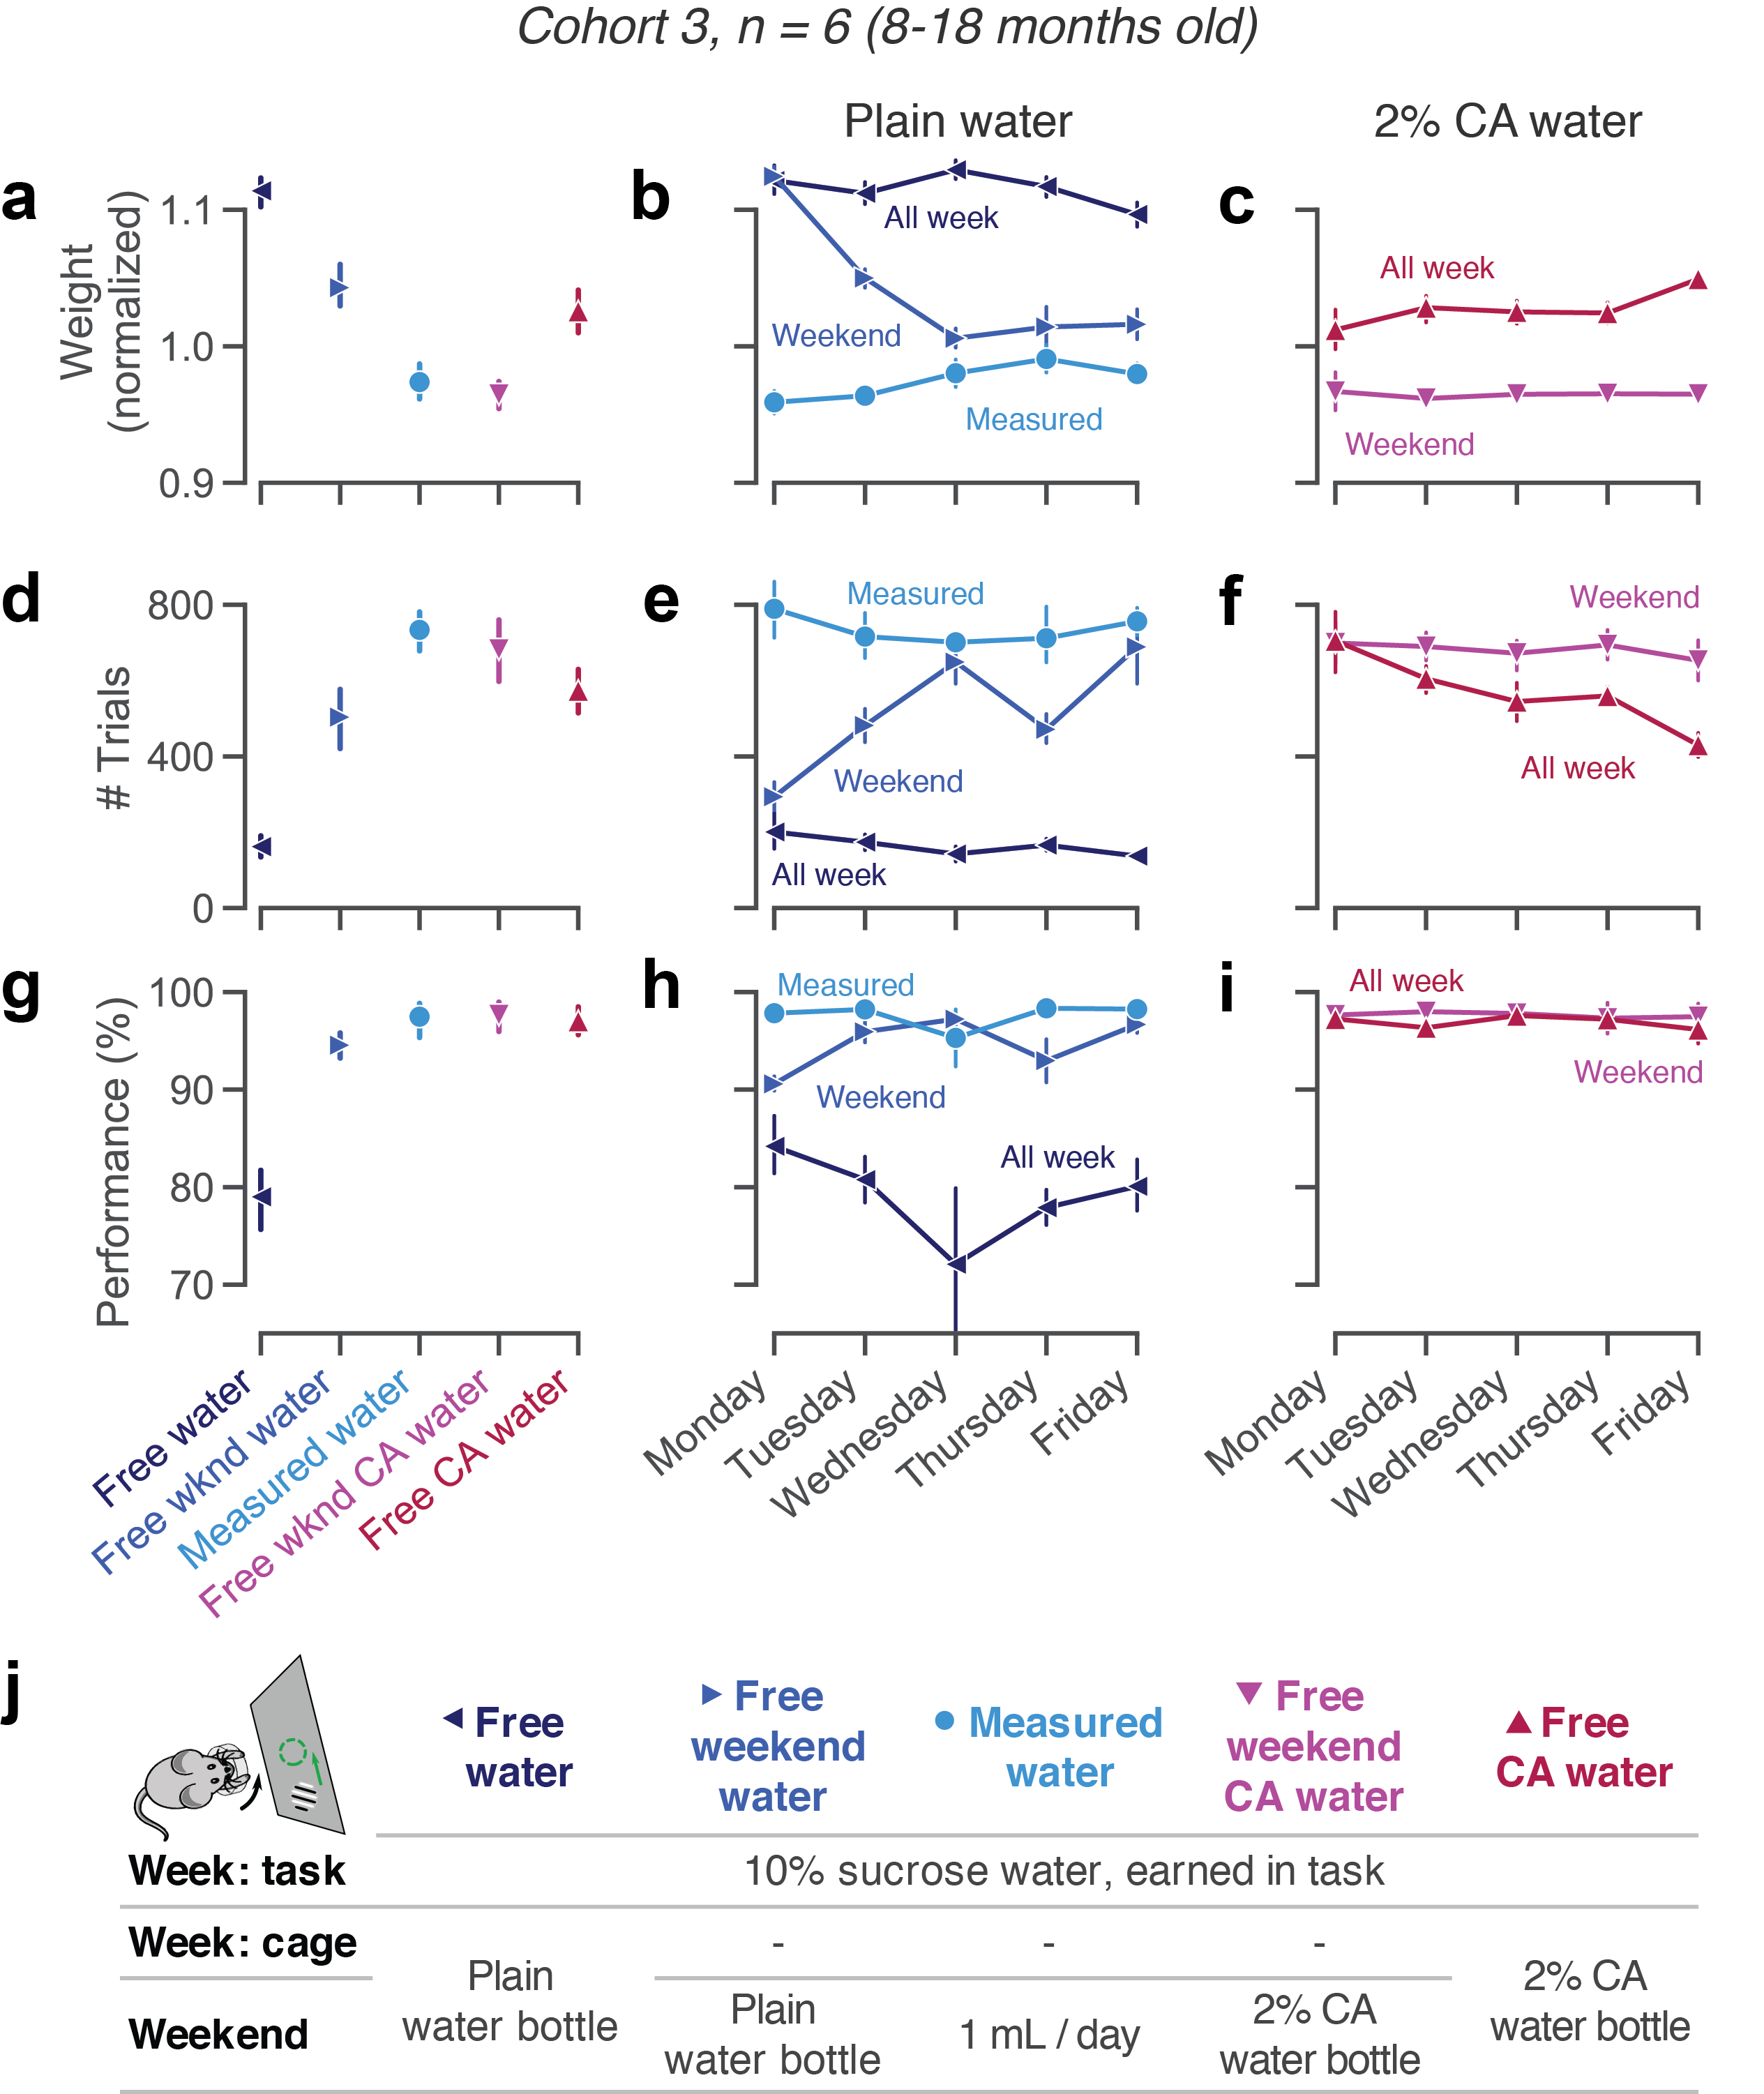 Cohort 3, n = 6 (8-18 months old)
Plain water
2% CA water
a
Weight
(normalized)
1.1
1.0
0.9
b
All week
Weekend
Measured
c
All week
Weekend
d
# Trials
800
400
0
e
Measured
Weekend
All week
f
Weekend
All week
g
Performance (%)
100
90
80
70
Free water
Free wknd water
Measured water
Free wknd CA water
Free CA water
h
Measured
Weekend
All week
Monday
Tuesday
Wednesday
Thursday
Friday
i
All week
Weekend
Monday
Tuesday
Wednesday
Thursday
Friday
j
Free
water
Free
weekend
water
Measured
water
Free
weekend
CA water
Free
CA water
Week: task
10% sucrose water, earned in task
Week: cage
- - -
Weekend
Plain
water bottle
Plain
water bottle
1 mL / day
2% CA
water bottle
2% CA
water bottle